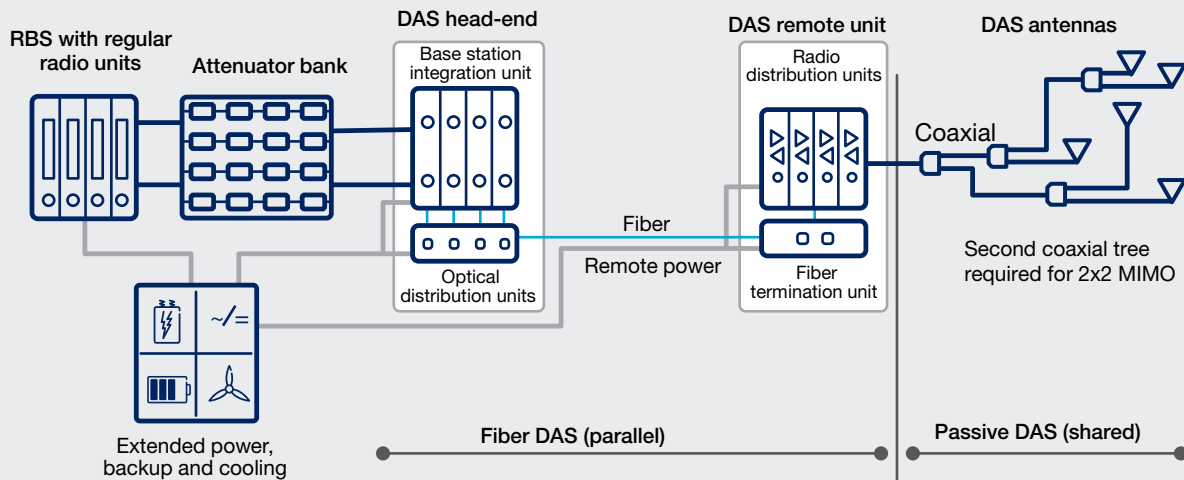 DAS head-end
DAS remote unit
DAS antennas
RBS with regular
radio units
Attenuator bank
Base station
integration unit
Radio
distribution units
Coaxial
Fiber
Remote power
Optical
distribution units
Fiber
termination unit
Second coaxial tree
required for 2x2 MIMO
~/=
Extended power,
backup and cooling
Fiber DAS (parallel)
Passive DAS (shared)